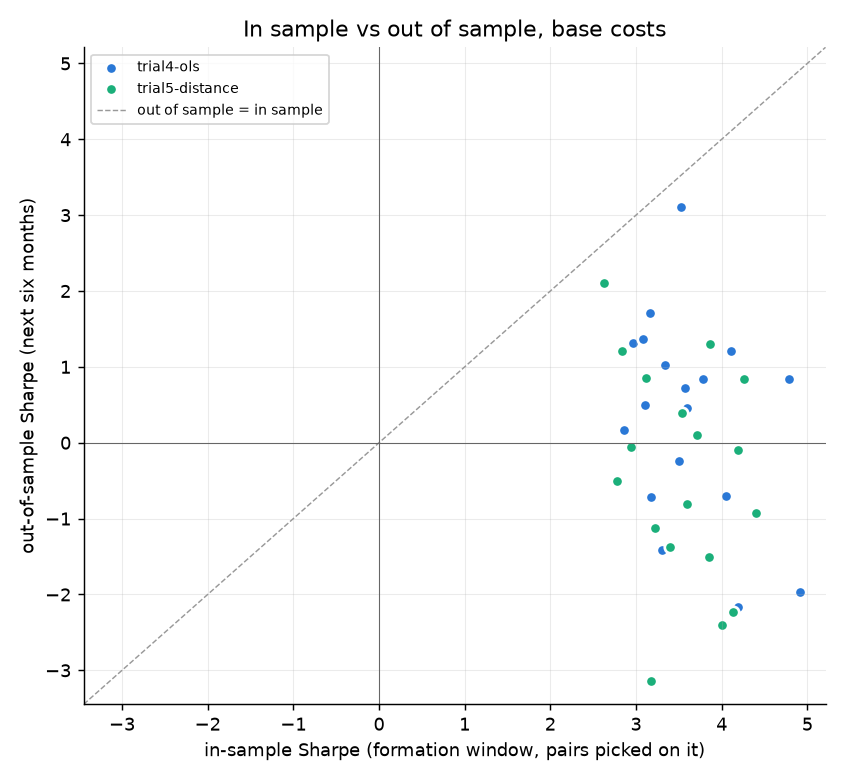 In sample vs out of sample, base costs
trial4-ols
trial5-distance
out of sample = in sample
5
4
3
2
1
0
−1
−2
−3
out-of-sample Sharpe (next six months)
−3 −2 −1 0 1 2 3 4 5
in-sample Sharpe (formation window, pairs picked on it)